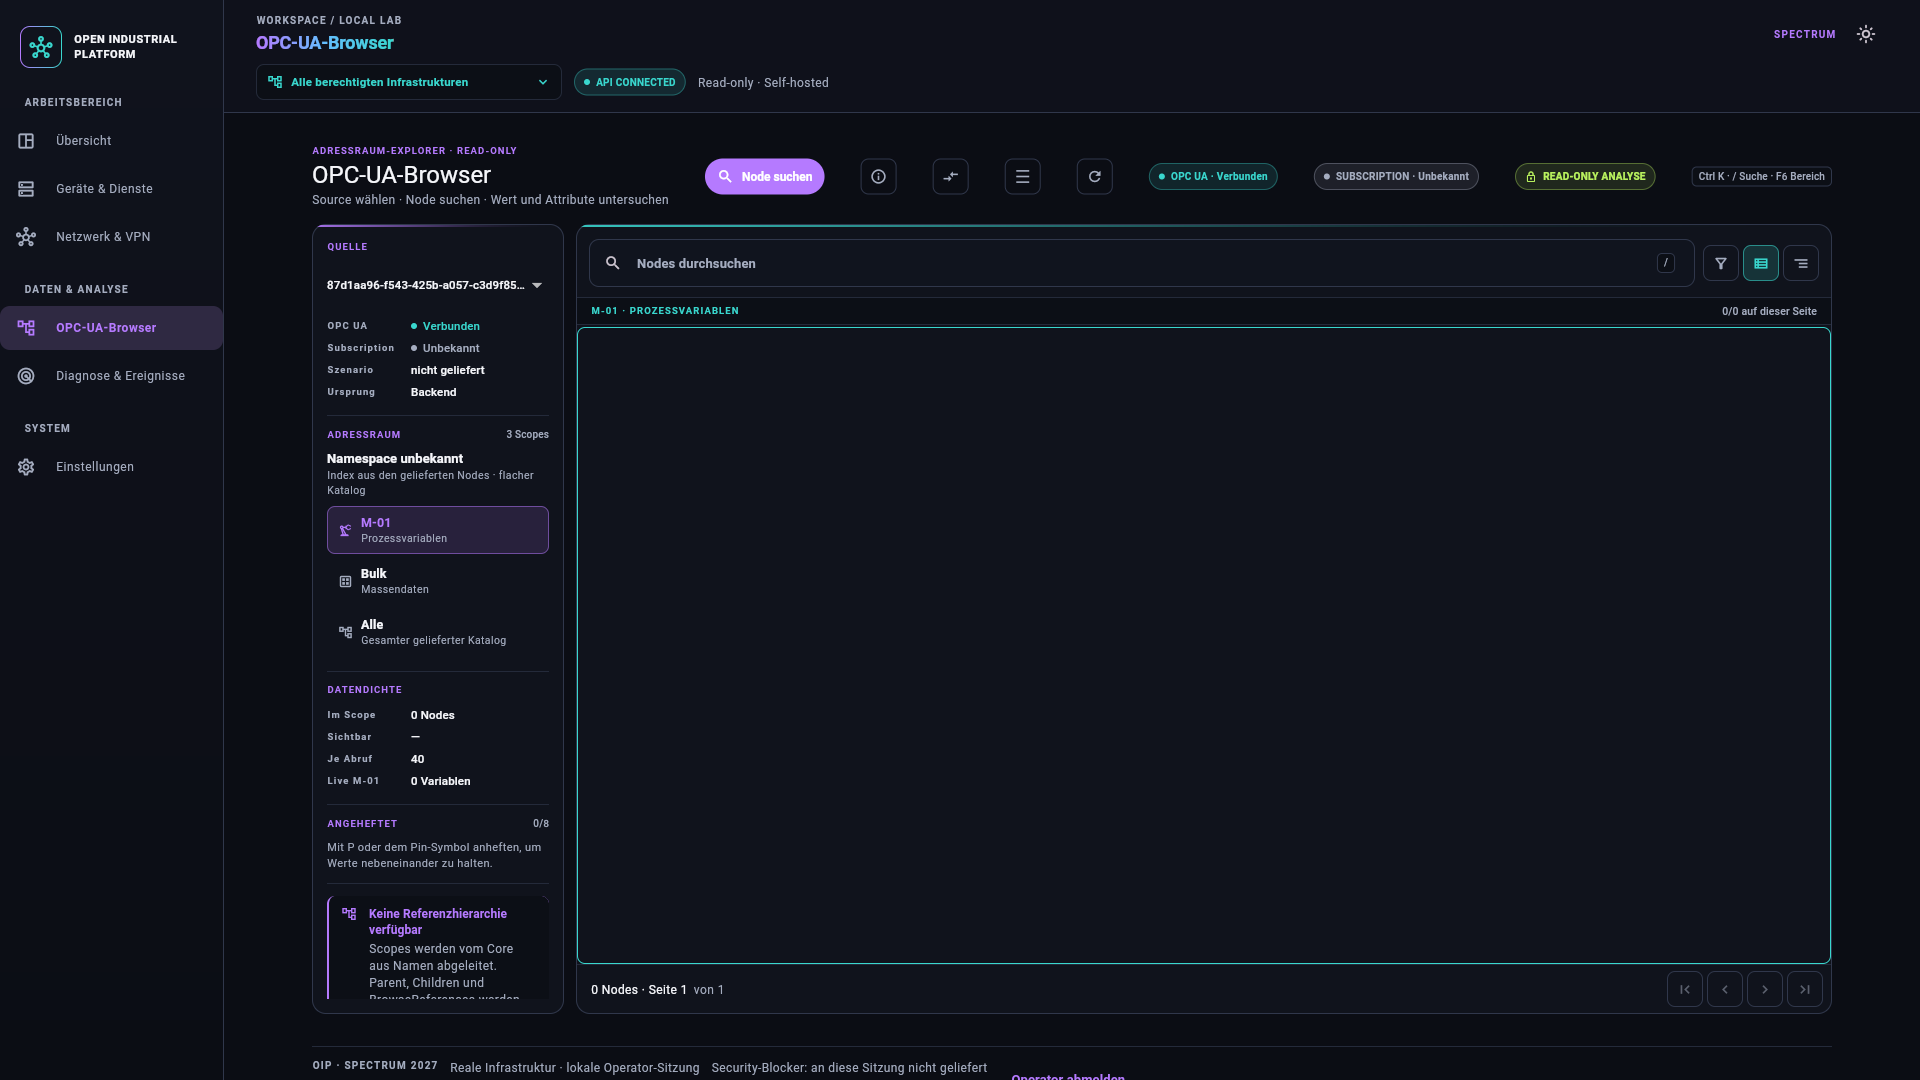 OPEN INDUSTRIAL
PLATFORM
ARBEITSBEREICH
Übersicht
Geräte & Dienste
Netzwerk & VPN
DATEN & ANALYSE
OPC-UA-Browser
Diagnose & Ereignisse
SYSTEM
Einstellungen
WORKSPACE / LOCAL LAB
OPC-UA-Browser
Alle berechtigten Infrastrukturen
API CONNECTED
Read-only · Self-hosted
SPECTRUM
ADRESSRAUM-EXPLORER · READ-ONLY
OPC-UA-Browser
Source wählen · Node suchen · Wert und Attribute untersuchen
Node suchen
OPC UA · Verbunden
SUBSCRIPTION · Unbekannt
READ-ONLY ANALYSE
Ctrl K · / Suche · F6 Bereich
QUELLE
87d1aa96-f543-425b-a057-c3d9f85...
OPC UA Verbunden
Subscription Unbekannt
Szenario nicht geliefert
Ursprung Backend
ADRESSRAUM 3 Scopes
Namespace unbekannt
Index aus den gelieferten Nodes · flacher
Katalog
M-01
Prozessvariablen
Bulk
Massendaten
Alle
Gesamter gelieferter Katalog
DATENDICHTE
Im Scope 0 Nodes
Sichtbar —
Je Abruf 40
Live M-01 0 Variablen
ANGEHEFTET 0/8
Mit P oder dem Pin-Symbol anheften, um
Werte nebeneinander zu halten.
Keine Referenzhierarchie
verfügbar
Scopes werden vom Core
aus Namen abgeleitet.
Parent, Children und
BrowseReferences werden
Nodes durchsuchen /
M-01 · PROZESSVARIABLEN
0/0 auf dieser Seite
0 Nodes · Seite 1 von 1
OIP · SPECTRUM 2027 Reale Infrastruktur · lokale Operator-Sitzung Security-Blocker: an diese Sitzung nicht geliefert
Operator abmelden